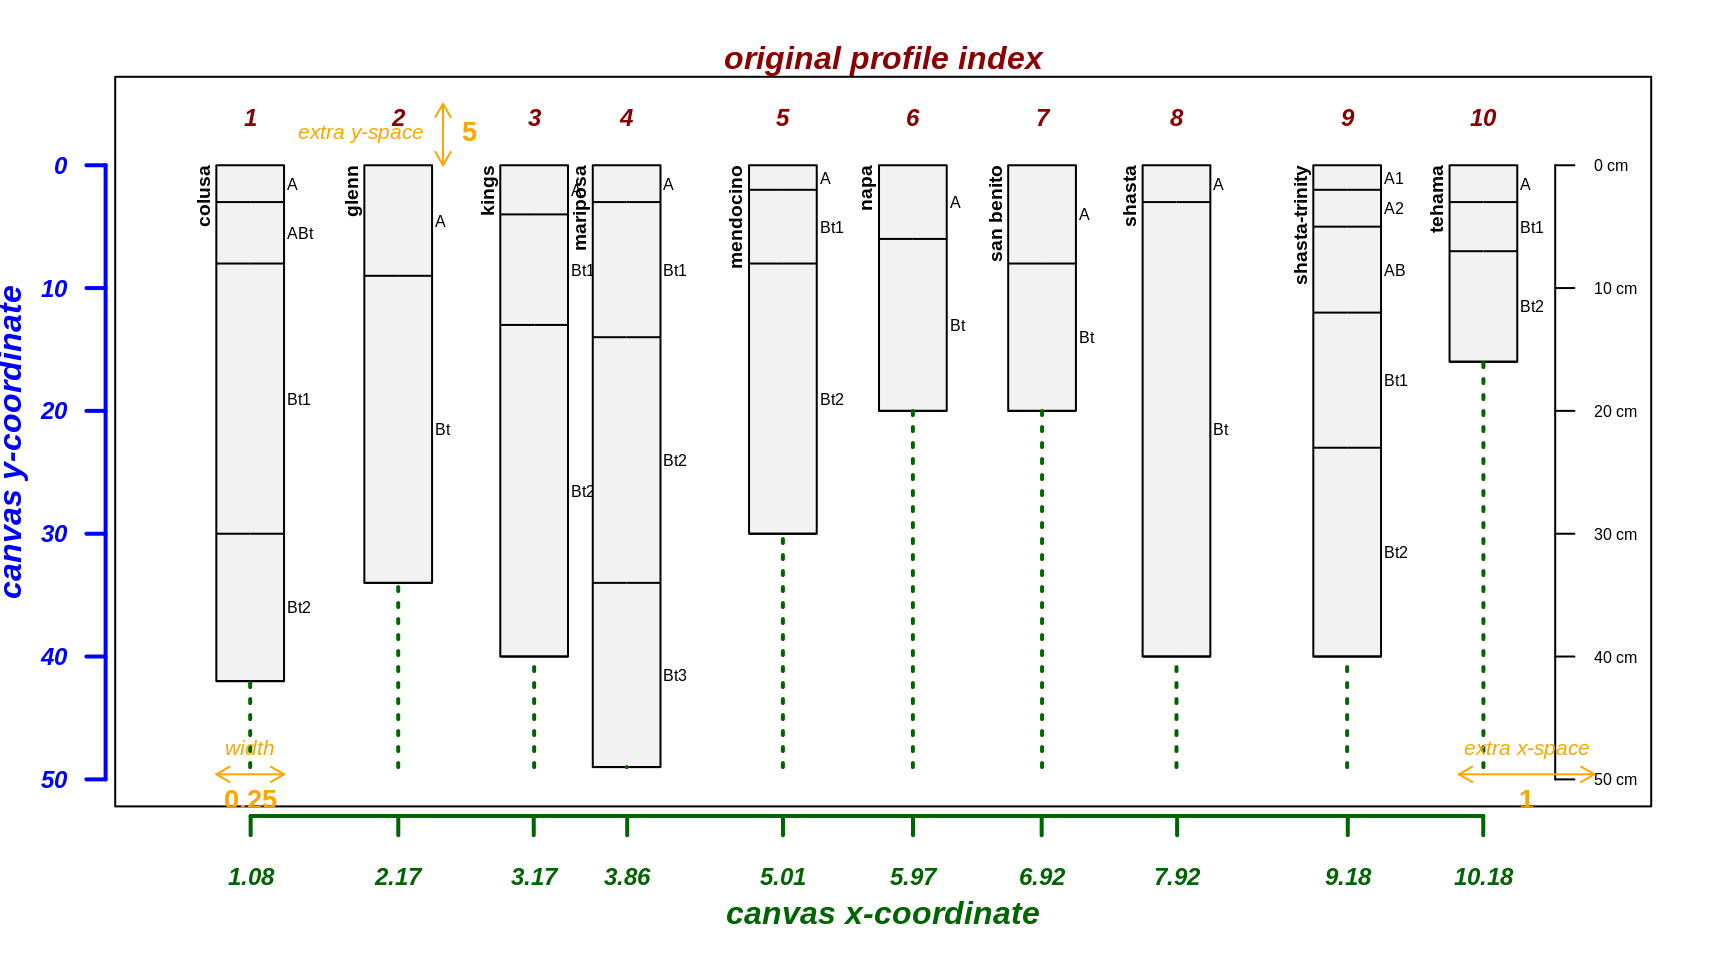 original profile index
1 2 3 4 5 6 7 8 9 10
extra y-space 5
canvas y-coordinate
0
10
20
30
40
50
colusa
A
ABt
Bt1
Bt2
glenn
A
Bt
kings
A
Bt1
Bt2
mariposa
A
Bt1
Bt2
Bt3
mendocino
A
Bt1
Bt2
napa
A
Bt
san benito
A
Bt
shasta
A
Bt
shasta-trinity
A1
A2
AB
Bt1
Bt2
tehama
A
Bt1
Bt2
0 cm
10 cm
20 cm
30 cm
40 cm
50 cm
width
0.25
extra x-space
1
1.08 2.17 3.17 3.86 5.01 5.97 6.92 7.92 9.18 10.18
canvas x-coordinate